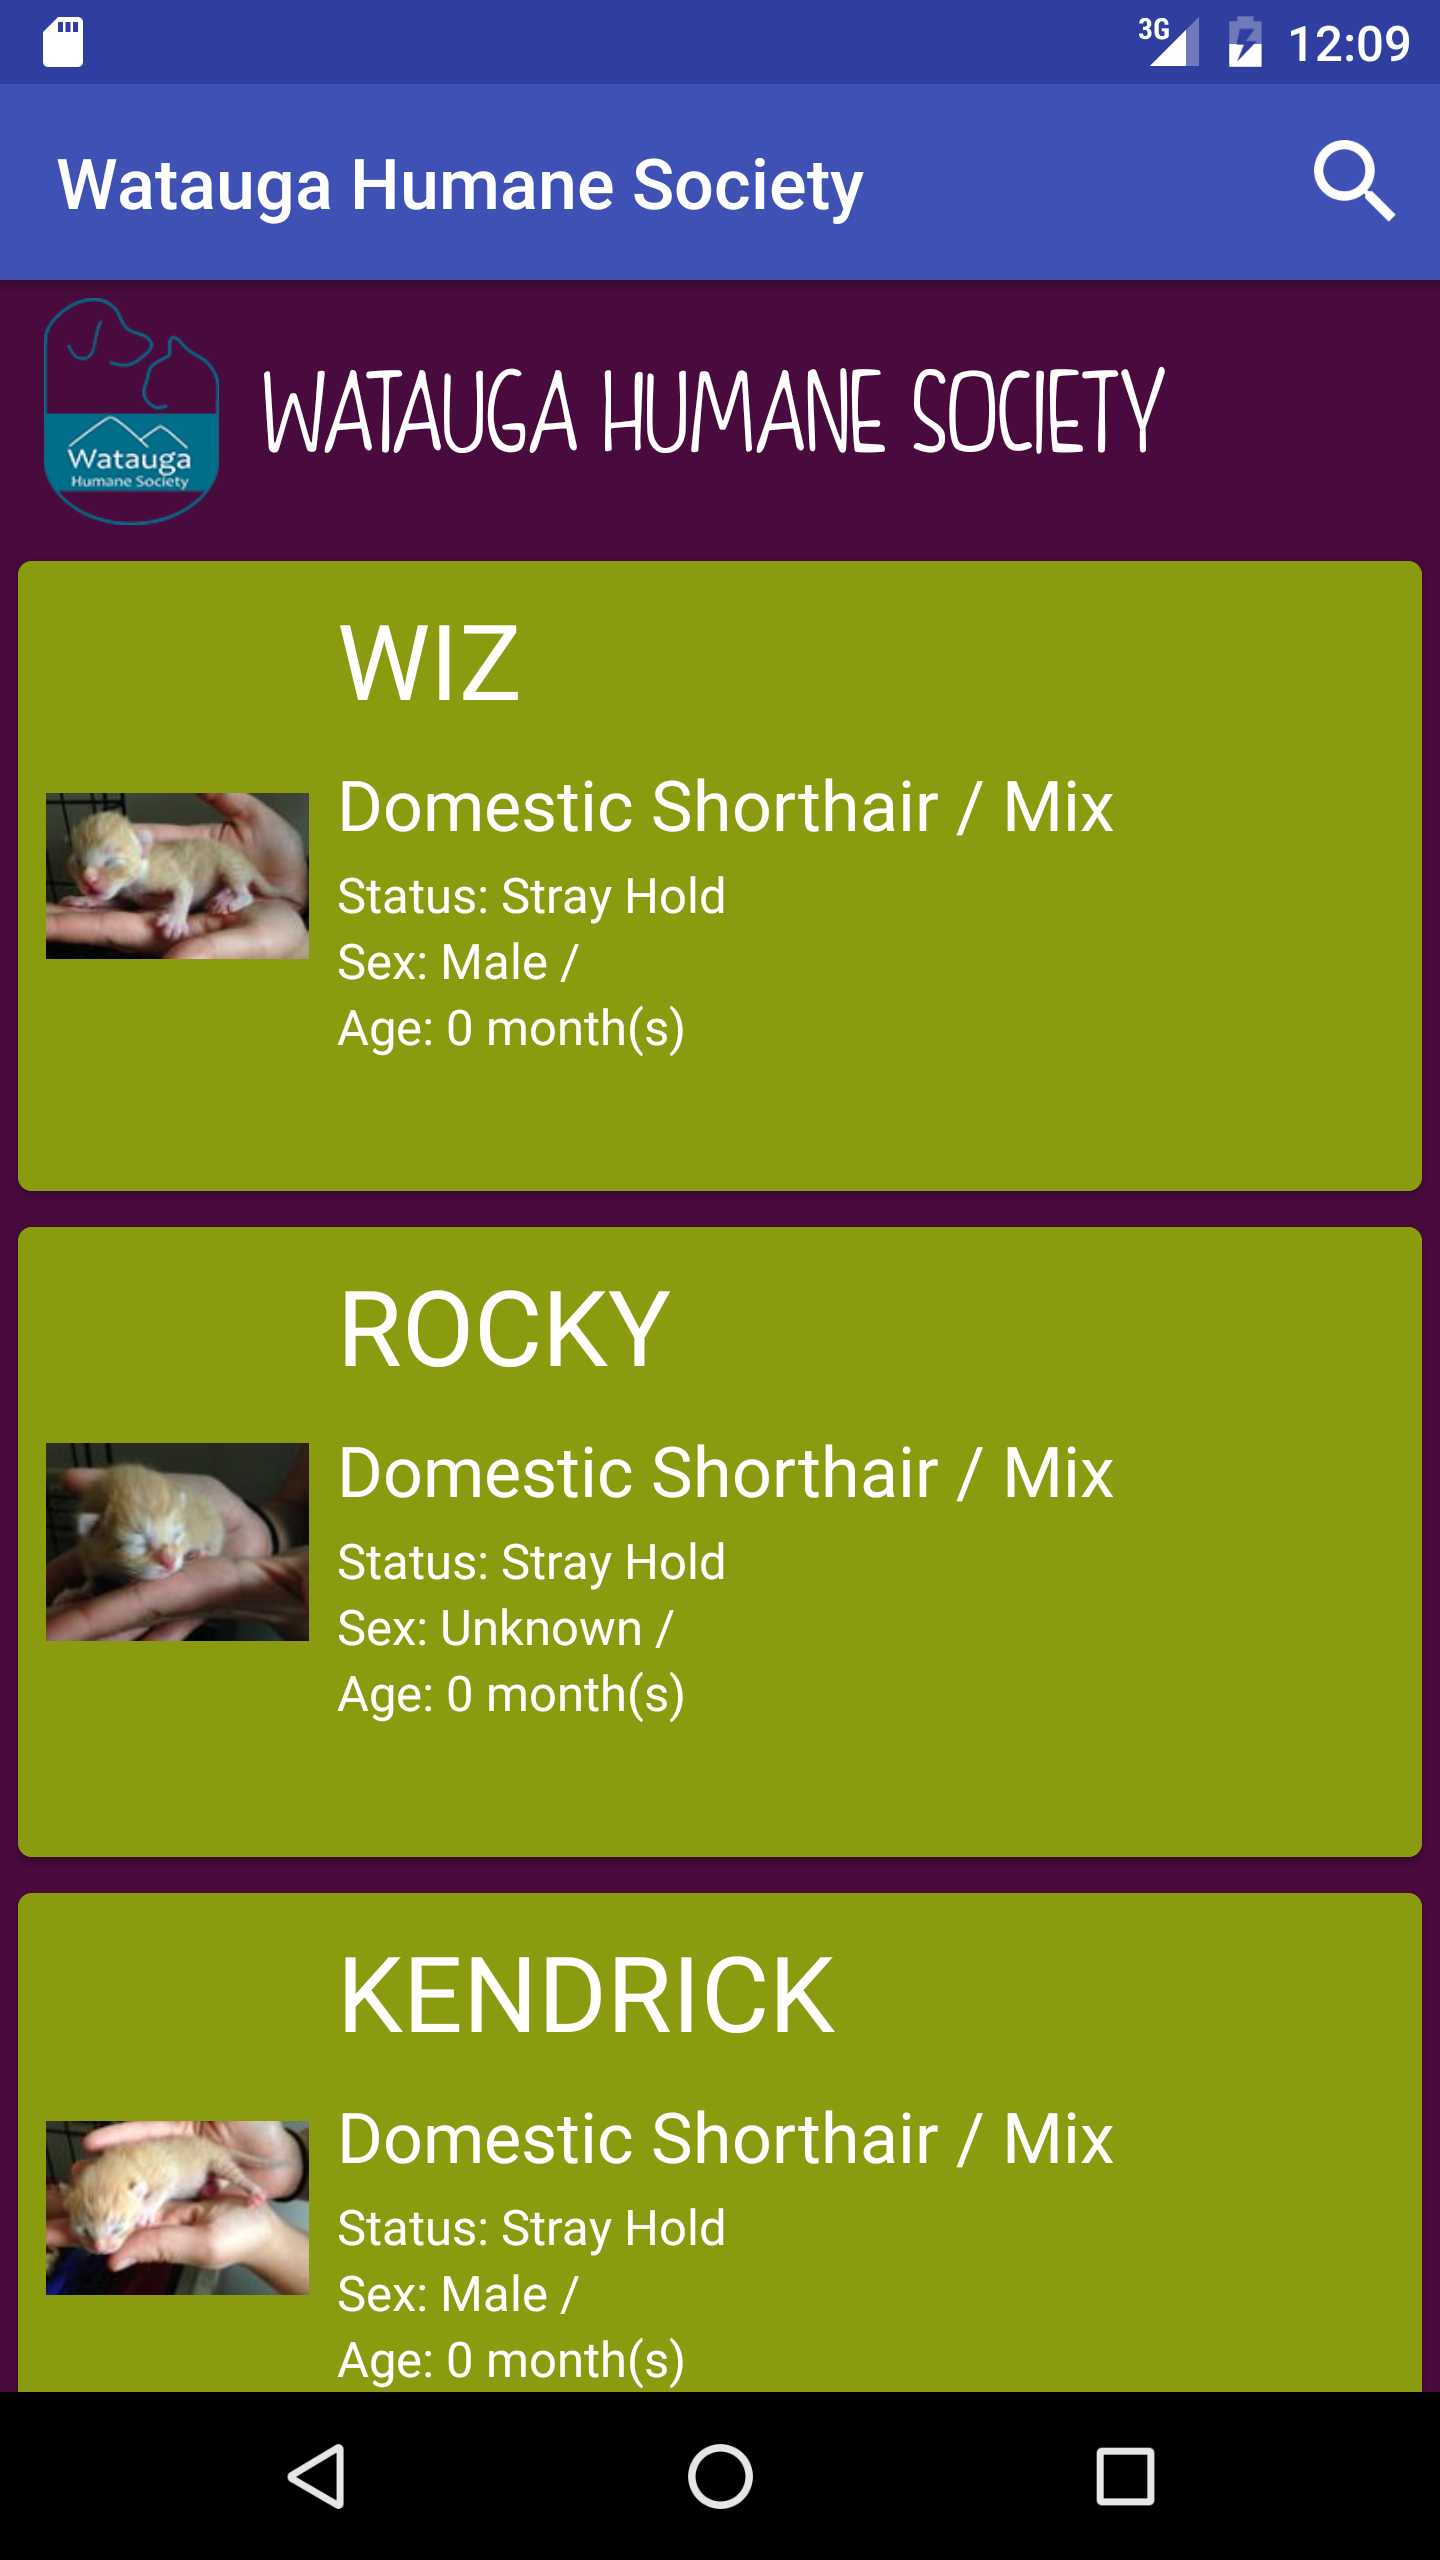 3G 12:09
Watauga Humane Society
Watauga
Humane Society
WATAUGA HUMANE SOCIETY
WIZ
Domestic Shorthair / Mix
Status: Stray Hold
Sex: Male /
Age: 0 month(s)
ROCKY
Domestic Shorthair / Mix
Status: Stray Hold
Sex: Unknown /
Age: 0 month(s)
KENDRICK
Domestic Shorthair / Mix
Status: Stray Hold
Sex: Male /
Age: 0 month(s)